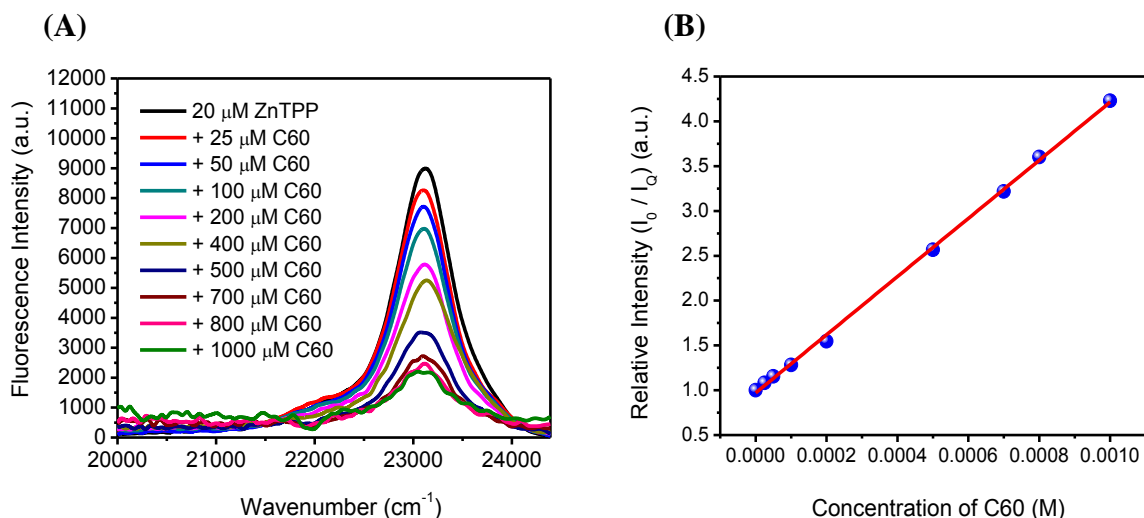 (A)
12000
11000
10000
9000
8000
7000
6000
5000
4000
3000
2000
1000
0
Fluorescence Intensity (a.u.)
20 μM ZnTPP
+ 25 μM C60
+ 50 μM C60
+ 100 μM C60
+ 200 μM C60
+ 400 μM C60
+ 500 μM C60
+ 700 μM C60
+ 800 μM C60
+ 1000 μM C60
20000 21000 22000 23000 24000
Wavenumber (cm⁻¹)
(B)
4.5
4.0
3.5
3.0
2.5
2.0
1.5
1.0
0.5
Relative Intensity (I₀ / I_Q) (a.u.)
0.0000 0.0002 0.0004 0.0006 0.0008 0.0010
Concentration of C60 (M)